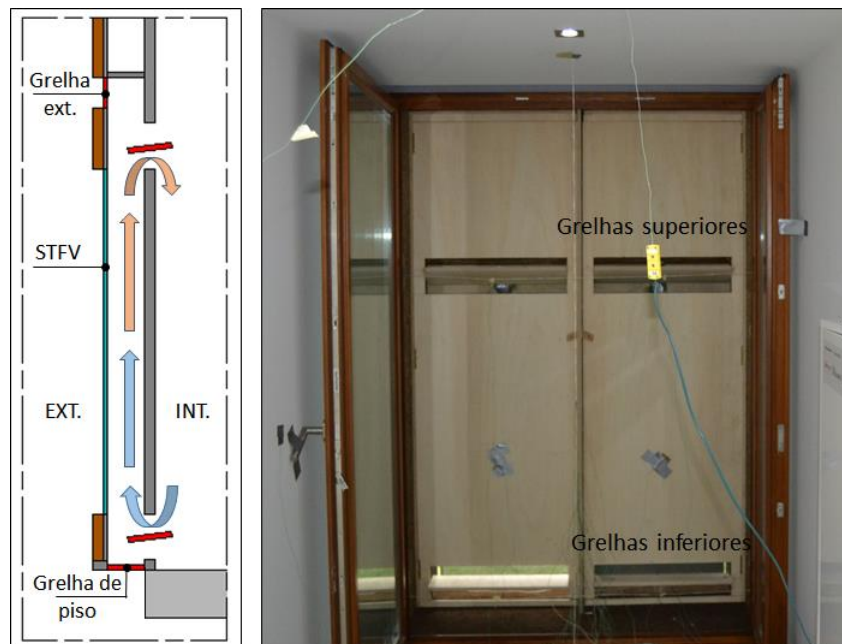 Grelha
ext.
STFV
EXT.
INT.
Grelha de
piso
Grelhas superiores
Grelhas inferiores